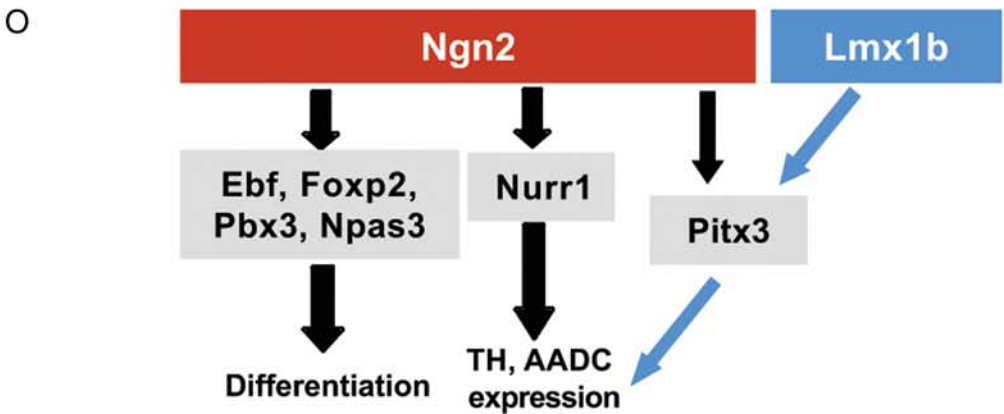 O
Ngn2
Lmx1b
Ebf, Foxp2,
Pbx3, Npas3
Nurr1
Pitx3
Differentiation
TH, AADC
expression